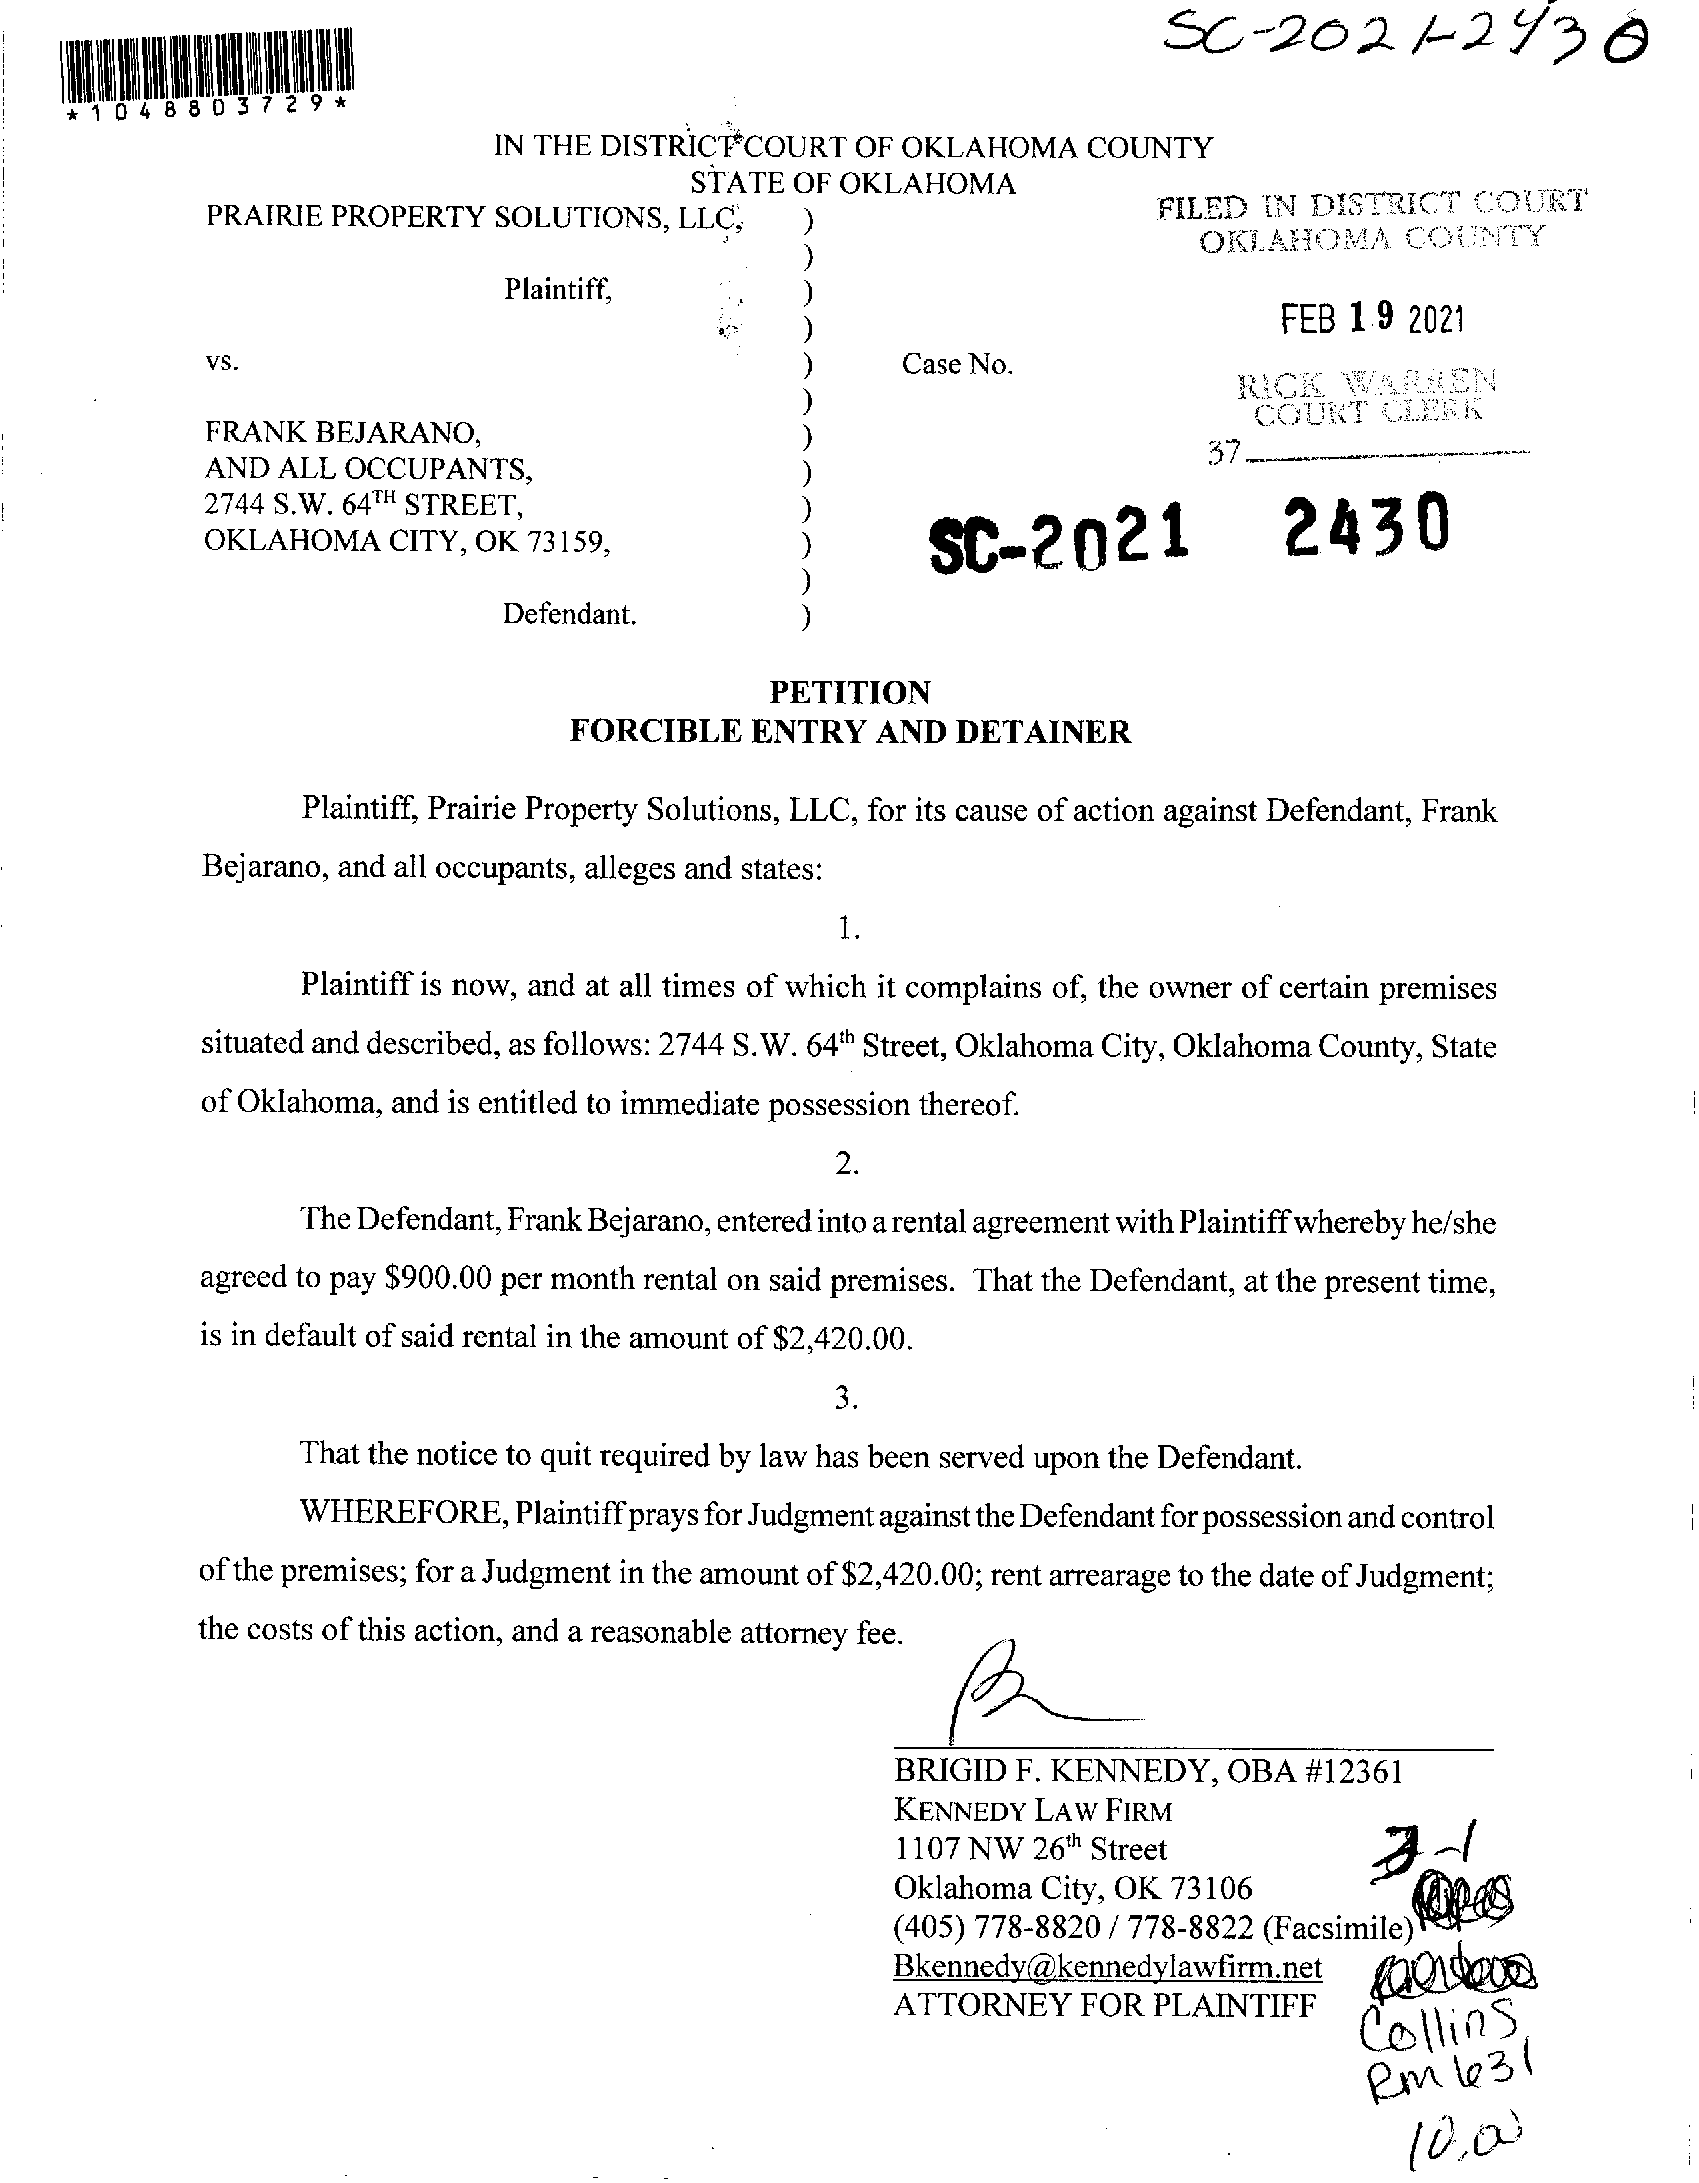 SC-2021-2430
*1048803729*
IN THE DISTRICT COURT OF OKLAHOMA COUNTY
STATE OF OKLAHOMA
PRAIRIE PROPERTY SOLUTIONS, LLC, )
)
Plaintiff, )
)
vs. ) Case No.
)
FRANK BEJARANO, )
AND ALL OCCUPANTS, )
2744 S.W. 64TH STREET, )
OKLAHOMA CITY, OK 73159, )
)
Defendant. )
FILED IN DISTRICT COURT
OKLAHOMA COUNTY
FEB 19 2021
RICK WARREN
COURT CLERK
37
SC-2021 2430
PETITION
FORCIBLE ENTRY AND DETAINER
Plaintiff, Prairie Property Solutions, LLC, for its cause of action against Defendant, Frank
Bejarano, and all occupants, alleges and states:
1.
Plaintiff is now, and at all times of which it complains of, the owner of certain premises
situated and described, as follows: 2744 S.W. 64th Street, Oklahoma City, Oklahoma County, State
of Oklahoma, and is entitled to immediate possession thereof.
2.
The Defendant, Frank Bejarano, entered into a rental agreement with Plaintiff whereby he/she
agreed to pay $900.00 per month rental on said premises. That the Defendant, at the present time,
is in default of said rental in the amount of $2,420.00.
3.
That the notice to quit required by law has been served upon the Defendant.
WHEREFORE, Plaintiff prays for Judgment against the Defendant for possession and control
of the premises; for a Judgment in the amount of $2,420.00; rent arrearage to the date of Judgment;
the costs of this action, and a reasonable attorney fee.
BRIGID F. KENNEDY, OBA #12361
KENNEDY LAW FIRM
1107 NW 26th Street
Oklahoma City, OK 73106
(405) 778-8820 / 778-8822 (Facsimile)
Bkennedy@kennedylawfirm.net
ATTORNEY FOR PLAINTIFF
3-1
Collins
Rm 631
10:00